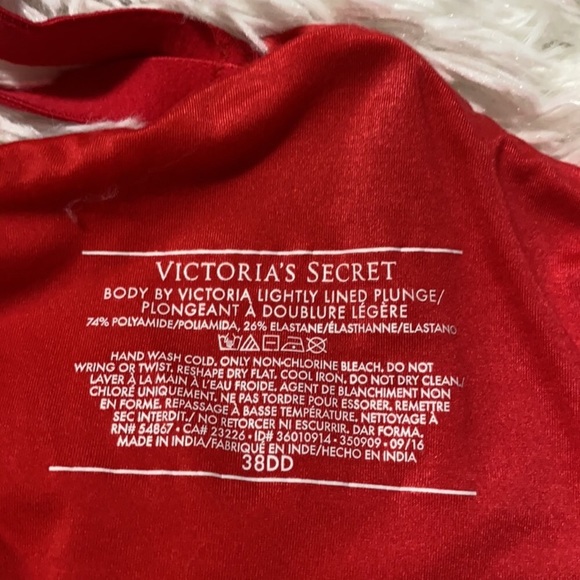 VICTORIA'S SECRET
BODY BY VICTORIA LIGHTLY LINED PLUNGE/
PLONGEANT À DOUBLURE LÉGÈRE
74% POLYAMIDE/POLIAMIDA, 26% ELASTANE/ÉLASTHANNE/ELASTANO
HAND WASH COLD. ONLY NON-CHLORINE BLEACH. DO NOT
WRING OR TWIST, RESHAPE DRY FLAT. COOL IRON. DO NOT DRY CLEAN./
LAVER À LA MAIN À L'EAU FROIDE. AGENT DE BLANCHIMENT NON
CHLORÉ UNIQUEMENT. NE PAS TORDRE POUR ESSORER. REMETTRE
EN FORME. REPASSAGE À BASSE TEMPÉRATURE. NETTOYAGE À
SEC INTERDIT./ NO RETORCER NI ESCURRIR. DAR FORMA.
RN# 54867 • CA# 23226 • ID# 36010914 • 350909 • 09/16
MADE IN INDIA/FABRIQUÉ EN INDE/HECHO EN INDIA
38DD